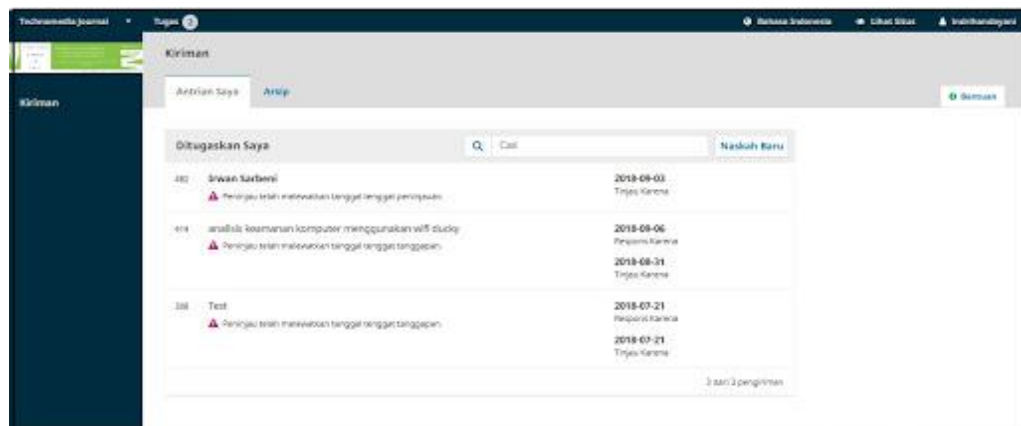 Technomedia Journal
Tugas 2
Bahasa Indonesia
Lihat Situs
indrihandayani
Kiriman
Kiriman
Antrian Saya
Arsip
Bantuan
Ditugaskan Saya
Cari
Naskah Baru
Irwan Sarbeni
2018-09-03
Peninjau telah melewatkan tanggal tenggat peninjauan.
Tinjau Karena
analisis keamanan komputer menggunakan wifi ducky
2018-09-06
Peninjau telah melewatkan tanggal tenggat tanggapan.
Respons Karena
2018-08-31
Tinjau Karena
Test
2018-07-21
Peninjau telah melewatkan tanggal tenggat tanggapan.
Respons Karena
2018-07-21
Tinjau Karena
3 dari 3 pengiriman